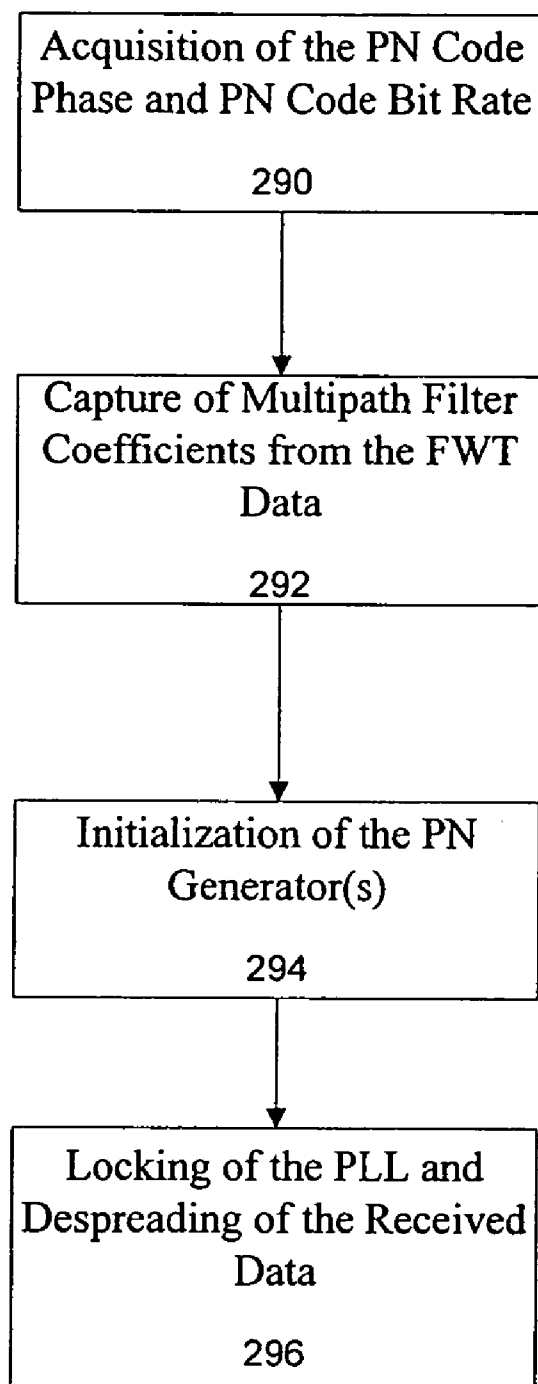 Acquisition of the PN Code
Phase and PN Code Bit Rate
290
Capture of Multipath Filter
Coefficients from the FWT
Data
292
Initialization of the PN
Generator(s)
294
Locking of the PLL and
Despreading of the Received
Data
296